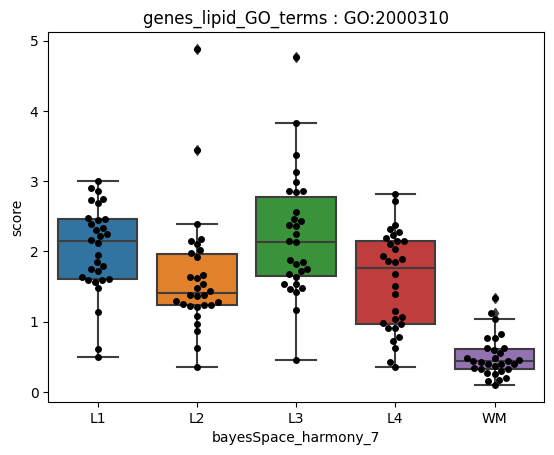 genes_lipid_GO_terms : GO:2000310
5
4
3
2
1
0
score
L1 L2 L3 L4 WM
bayesSpace_harmony_7